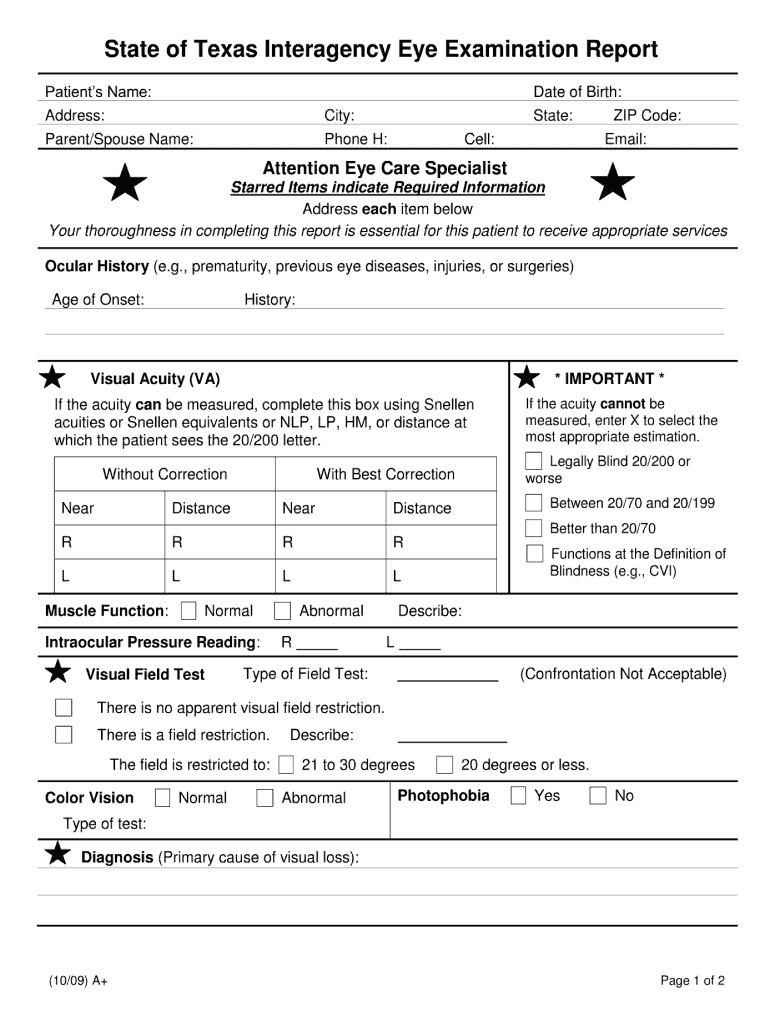 State of Texas Interagency Eye Examination Report
Patient's Name: Date of Birth:
Address: City: State: ZIP Code:
Parent/Spouse Name: Phone H: Cell: Email:
Attention Eye Care Specialist
Starred Items indicate Required Information
Address each item below
Your thoroughness in completing this report is essential for this patient to receive appropriate services
Ocular History (e.g., prematurity, previous eye diseases, injuries, or surgeries)
Age of Onset: History:
Visual Acuity (VA)
If the acuity can be measured, complete this box using Snellen
acuities or Snellen equivalents or NLP, LP, HM, or distance at
which the patient sees the 20/200 letter.
Without Correction With Best Correction
Near Distance Near Distance
R R R R
L L L L
* IMPORTANT *
If the acuity cannot be
measured, enter X to select the
most appropriate estimation.
Legally Blind 20/200 or
worse
Between 20/70 and 20/199
Better than 20/70
Functions at the Definition of
Blindness (e.g., CVI)
Muscle Function: Normal Abnormal Describe:
Intraocular Pressure Reading: R _____ L _____
Visual Field Test Type of Field Test: (Confrontation Not Acceptable)
There is no apparent visual field restriction.
There is a field restriction. Describe:
The field is restricted to: 21 to 30 degrees 20 degrees or less.
Color Vision Normal Abnormal
Type of test:
Photophobia Yes No
Diagnosis (Primary cause of visual loss):
(10/09) A+ Page 1 of 2